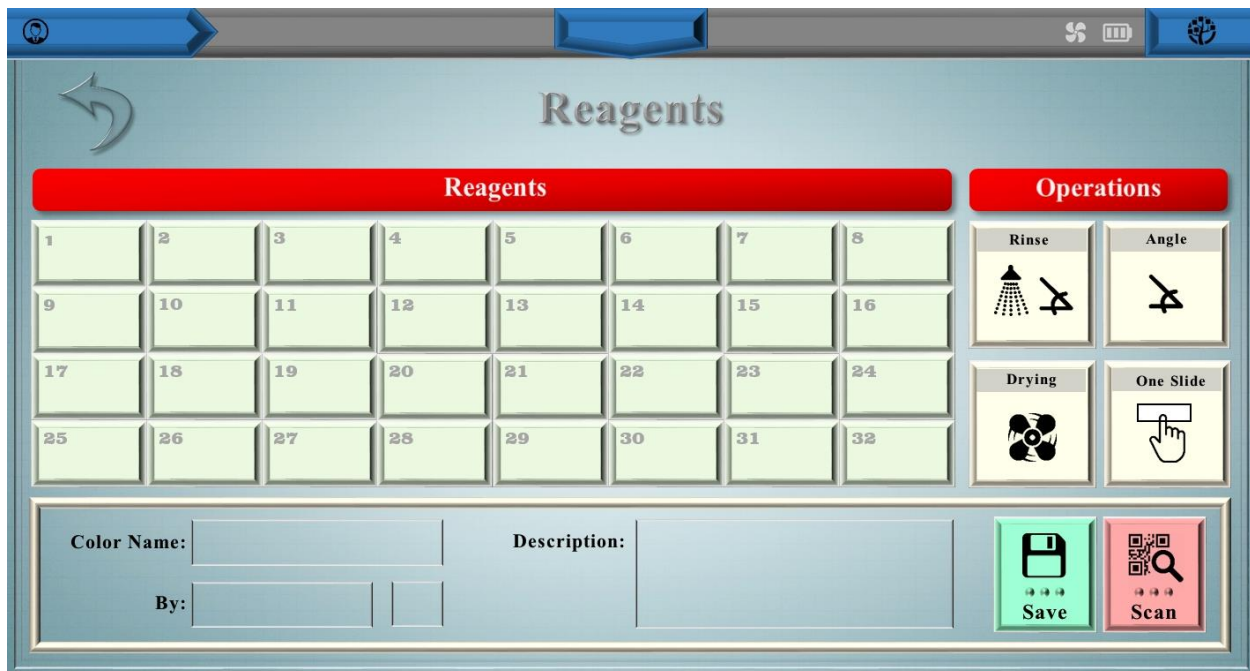 Reagents
Reagents
Operations
1 2 3 4 5 6 7 8
Rinse Angle
9 10 11 12 13 14 15 16
17 18 19 20 21 22 23 24
Drying One Slide
25 26 27 28 29 30 31 32
Color Name:
Description:
By:
Save
Scan